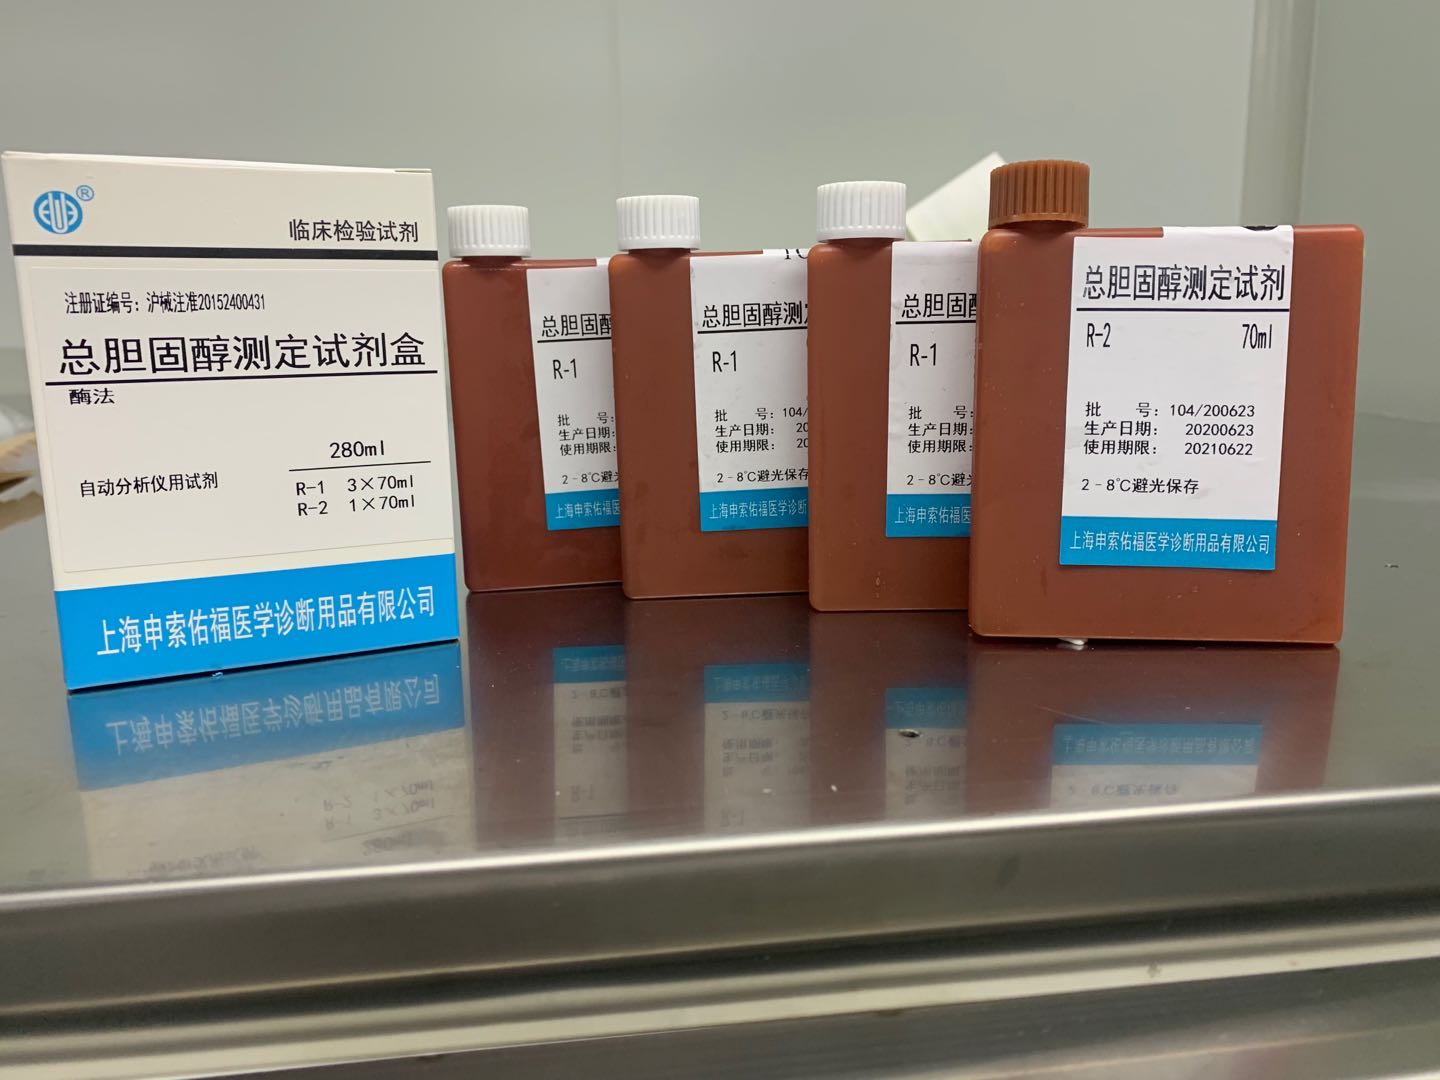 EUE®
临床检验试剂
注册证编号：沪械注准20152400431
总胆固醇测定试剂盒
酶法
280ml
自动分析仪用试剂
R-1 3×70ml
R-2 1×70ml
上海申索佑福医学诊断用品有限公司
总胆固
R-1
批 号：
生产日期：
使用期限：
2-8℃避光
上海申索佑福医
总胆固醇测
R-1
批 号：104/
生产日期： 20
使用期限： 20
2-8℃避光保存
上海申索佑福医学诊断
总胆固
R-1
批 号：
生产日期：
使用期限：
2-8℃避光
上海申索佑福医
总胆固醇测定试剂
R-2 70ml
批 号：104/200623
生产日期： 20200623
使用期限： 20210622
2-8℃避光保存
上海申索佑福医学诊断用品有限公司